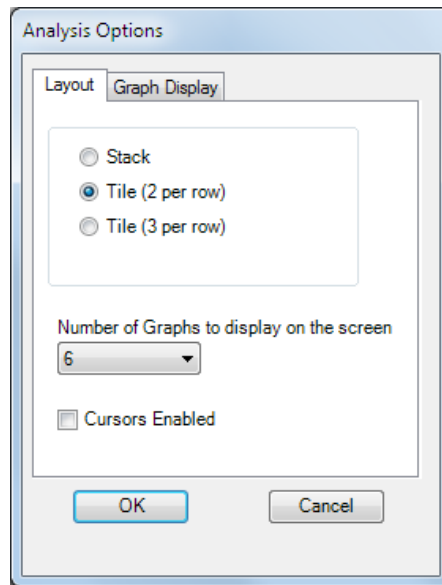 Analysis Options
Layout Graph Display
Stack
Tile (2 per row)
Tile (3 per row)
Number of Graphs to display on the screen
6
Cursors Enabled
OK Cancel